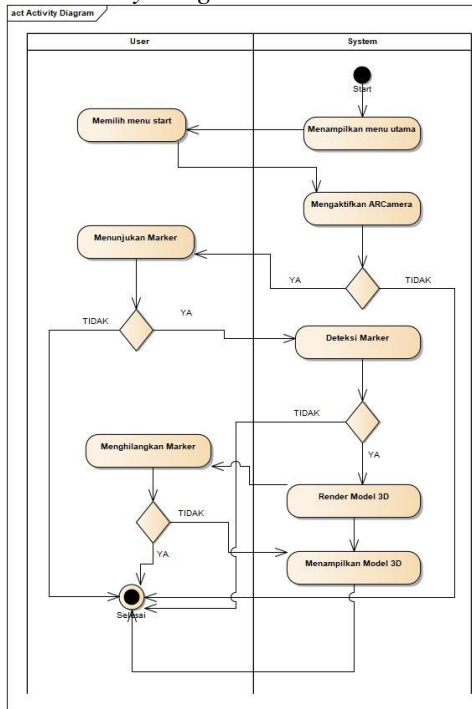 act Activity Diagram
User
System
Start
Memilih menu start
Menampilkan menu utama
Mengaktifkan ARCamera
Menunjukan Marker
YA
TIDAK
TIDAK
YA
Deteksi Marker
TIDAK
YA
Menghilangkan Marker
Render Model 3D
TIDAK
YA
Menampilkan Model 3D
Selesai